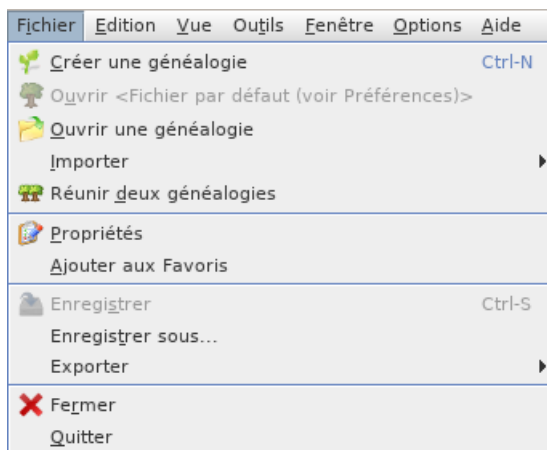 Fichier Edition Vue Outils Fenêtre Options Aide
Créer une généalogie Ctrl-N
Ouvrir <Fichier par défaut (voir Préférences)>
Ouvrir une généalogie
Importer
Réunir deux généalogies
Propriétés
Ajouter aux Favoris
Enregistrer Ctrl-S
Enregistrer sous...
Exporter
Fermer
Quitter